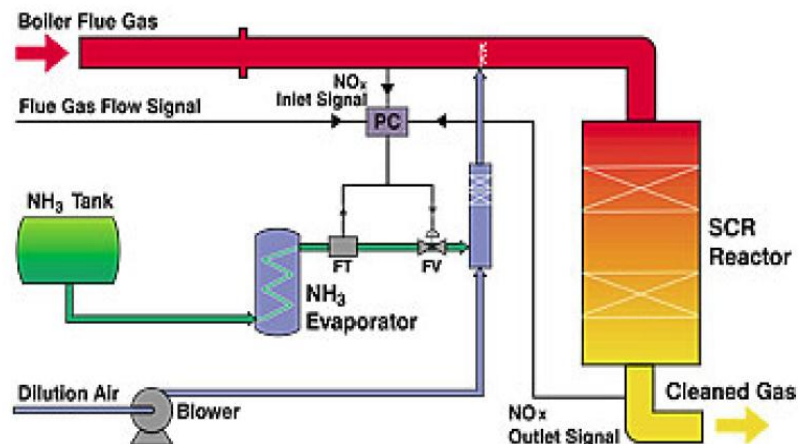 Boiler Flue Gas
NOx
Inlet Signal
Flue Gas Flow Signal
PC
NH3 Tank
SCR
Reactor
FT
FV
NH3
Evaporator
Dilution Air
Blower
Cleaned Gas
NOx
Outlet Signal